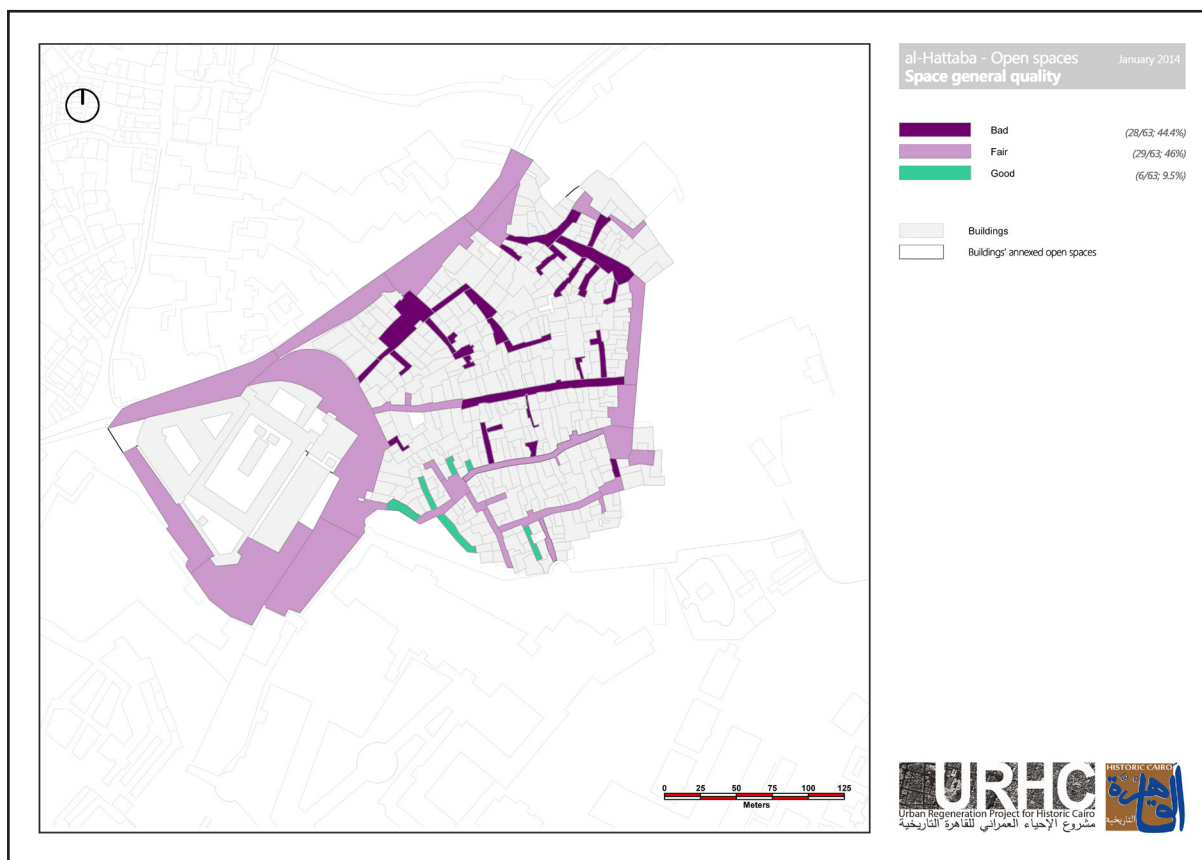 al-Hattaba - Open spaces January 2014
Space general quality
Bad (28/63; 44.4%)
Fair (29/63; 46%)
Good (6/63; 9.5%)
Buildings
Buildings' annexed open spaces
0 25 50 75 100 125
Meters
URHC
Urban Regeneration Project for Historic Cairo
مشروع الإحياء العمراني للقاهرة التاريخية
HISTORIC CAIRO
القاهرة
التاريخية